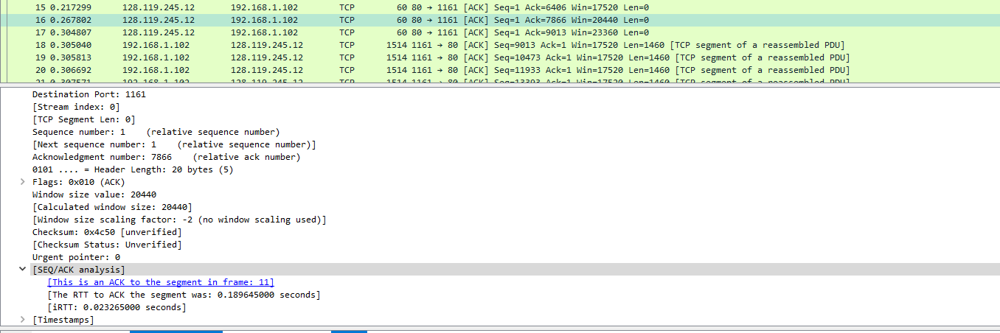 15 0.217299 128.119.245.12 192.168.1.102 TCP 60 80 → 1161 [ACK] Seq=1 Ack=6406 Win=17520 Len=0
16 0.267802 128.119.245.12 192.168.1.102 TCP 60 80 → 1161 [ACK] Seq=1 Ack=7866 Win=20440 Len=0
17 0.304807 128.119.245.12 192.168.1.102 TCP 60 80 → 1161 [ACK] Seq=1 Ack=9013 Win=23360 Len=0
18 0.305040 192.168.1.102 128.119.245.12 TCP 1514 1161 → 80 [ACK] Seq=9013 Ack=1 Win=17520 Len=1460 [TCP segment of a reassembled PDU]
19 0.305813 192.168.1.102 128.119.245.12 TCP 1514 1161 → 80 [ACK] Seq=10473 Ack=1 Win=17520 Len=1460 [TCP segment of a reassembled PDU]
20 0.306692 192.168.1.102 128.119.245.12 TCP 1514 1161 → 80 [ACK] Seq=11933 Ack=1 Win=17520 Len=1460 [TCP segment of a reassembled PDU]
21 0.307571 192.168.1.102 128.119.245.12 TCP 1514 1161 → 80 [ACK] Seq=13393 Ack=1 Win=17520 Len=1460 [TCP segment of a reassembled PDU]
Destination Port: 1161
[Stream index: 0]
[TCP Segment Len: 0]
Sequence number: 1 (relative sequence number)
[Next sequence number: 1 (relative sequence number)]
Acknowledgment number: 7866 (relative ack number)
0101 .... = Header Length: 20 bytes (5)
Flags: 0x010 (ACK)
Window size value: 20440
[Calculated window size: 20440]
[Window size scaling factor: -2 (no window scaling used)]
Checksum: 0x4c50 [unverified]
[Checksum Status: Unverified]
Urgent pointer: 0
[SEQ/ACK analysis]
[This is an ACK to the segment in frame: 11]
[The RTT to ACK the segment was: 0.189645000 seconds]
[iRTT: 0.023265000 seconds]
[Timestamps]